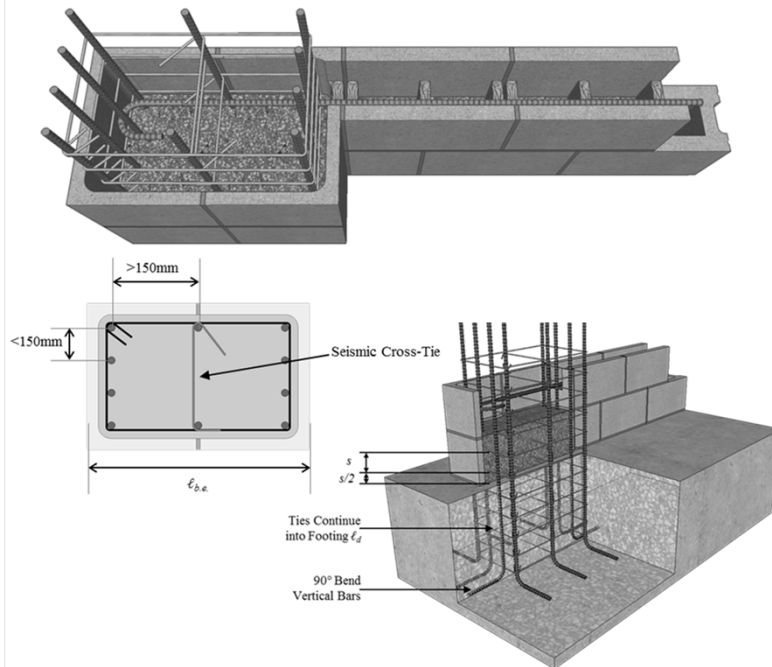 >150mm
<150mm
Seismic Cross-Tie
ℓb.e.
s
s/2
Ties Continue
into Footing ℓd
90° Bend
Vertical Bars